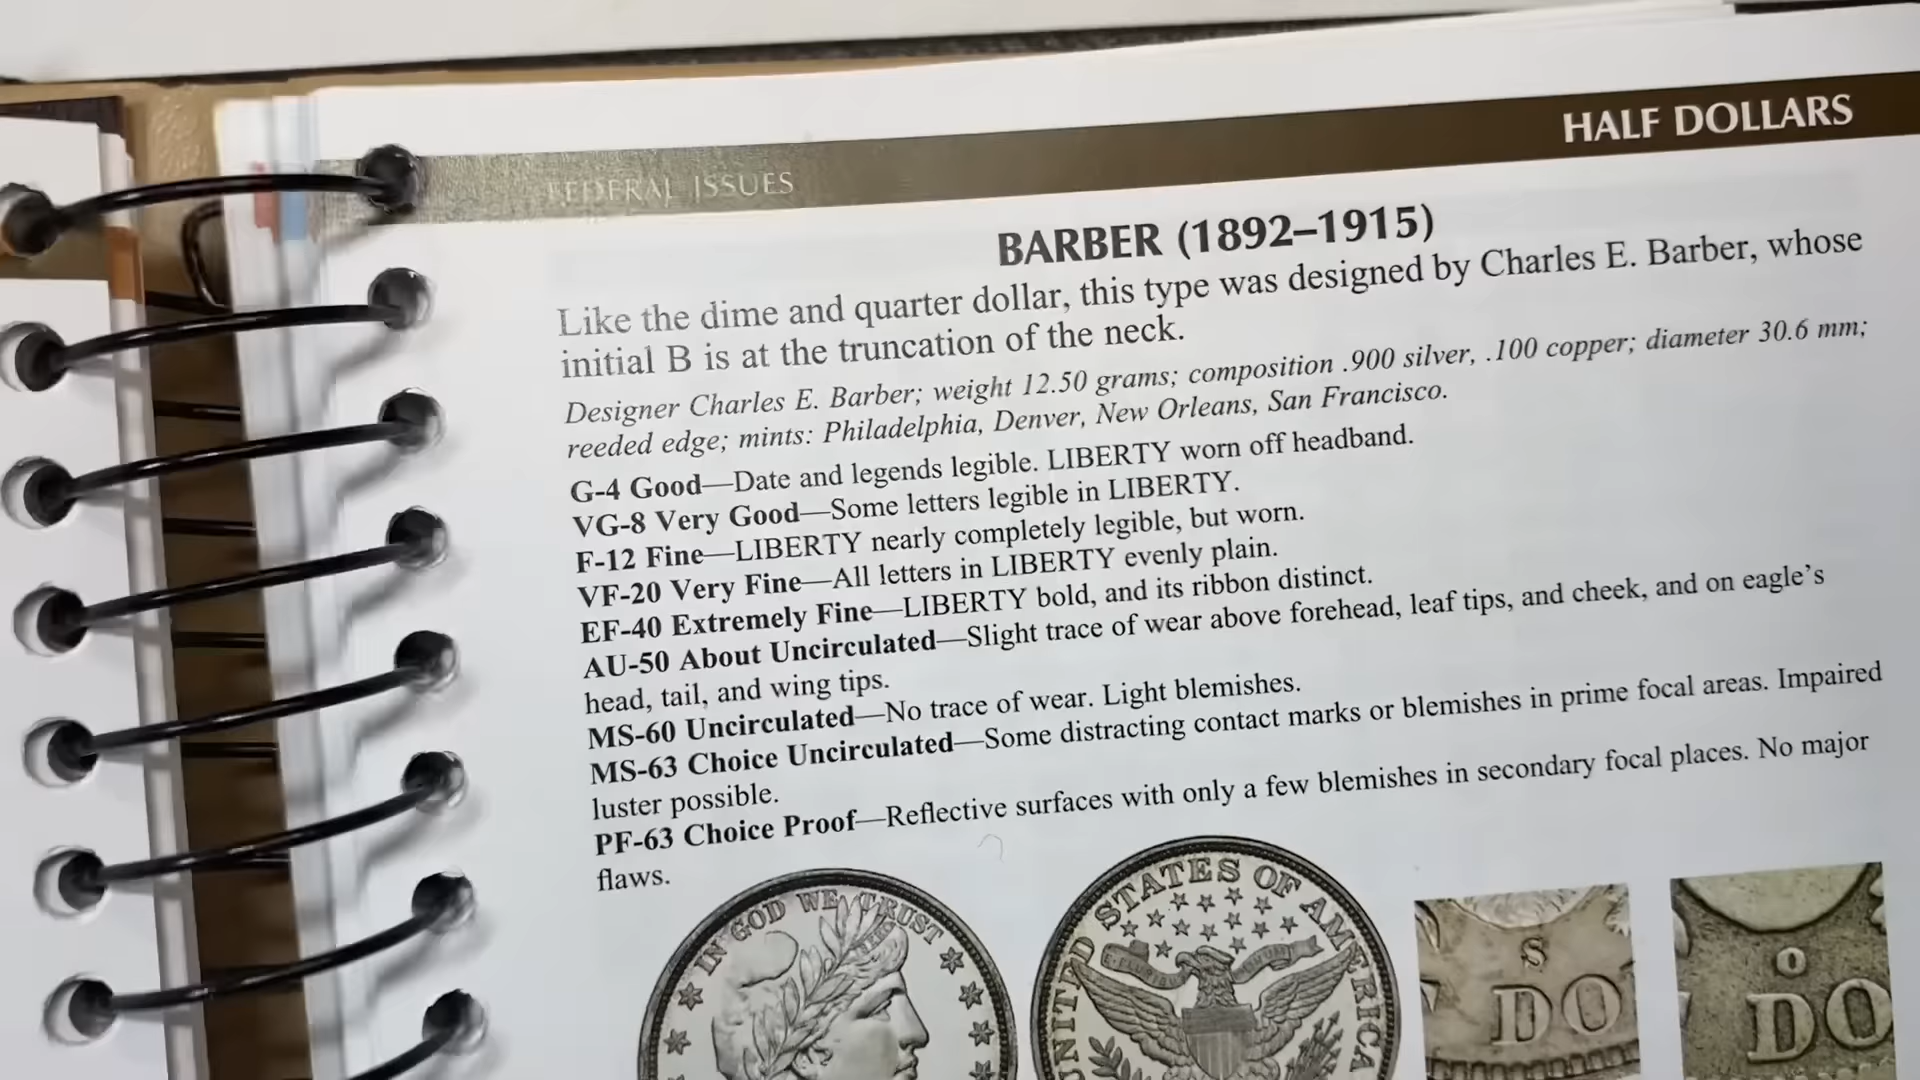 FEDERAL ISSUES
HALF DOLLARS
BARBER (1892–1915)
Like the dime and quarter dollar, this type was designed by Charles E. Barber, whose
initial B is at the truncation of the neck.
Designer Charles E. Barber; weight 12.50 grams; composition .900 silver, .100 copper; diameter 30.6 mm;
reeded edge; mints: Philadelphia, Denver, New Orleans, San Francisco.
G-4 Good—Date and legends legible. LIBERTY worn off headband.
VG-8 Very Good—Some letters legible in LIBERTY.
F-12 Fine—LIBERTY nearly completely legible, but worn.
VF-20 Very Fine—All letters in LIBERTY evenly plain.
EF-40 Extremely Fine—LIBERTY bold, and its ribbon distinct.
AU-50 About Uncirculated—Slight trace of wear above forehead, leaf tips, and cheek, and on eagle's
head, tail, and wing tips.
MS-60 Uncirculated—No trace of wear. Light blemishes.
MS-63 Choice Uncirculated—Some distracting contact marks or blemishes in prime focal areas. Impaired
luster possible.
PF-63 Choice Proof—Reflective surfaces with only a few blemishes in secondary focal places. No major
flaws.
IN GOD WE TRUST
UNITED STATES OF AMERICA
S
DO
O
DO